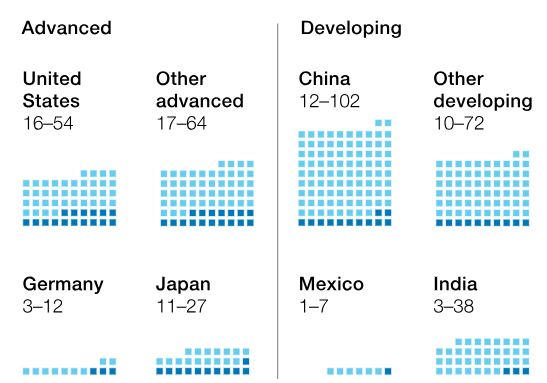 Advanced
Developing
United
States
16–54
Other
advanced
17–64
China
12–102
Other
developing
10–72
Germany
3–12
Japan
11–27
Mexico
1–7
India
3–38